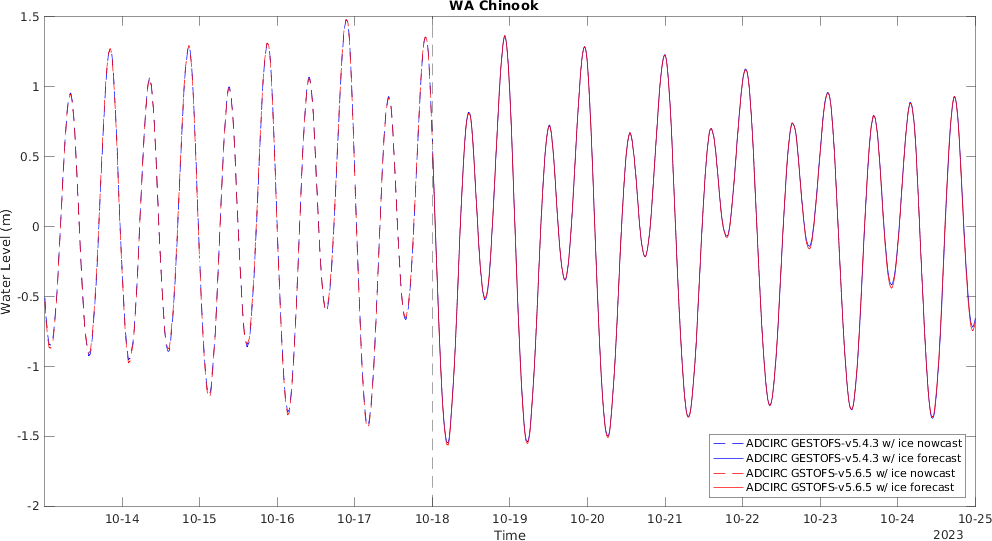 WA Chinook
1.5
1
0.5
0
-0.5
-1
-1.5
-2
Water Level (m)
10-14 10-15 10-16 10-17 10-18 10-19 10-20 10-21 10-22 10-23 10-24 10-25
Time
2023
ADCIRC GESTOFS-v5.4.3 w/ ice nowcast
ADCIRC GESTOFS-v5.4.3 w/ ice forecast
ADCIRC GSTOFS-v5.6.5 w/ ice nowcast
ADCIRC GSTOFS-v5.6.5 w/ ice forecast